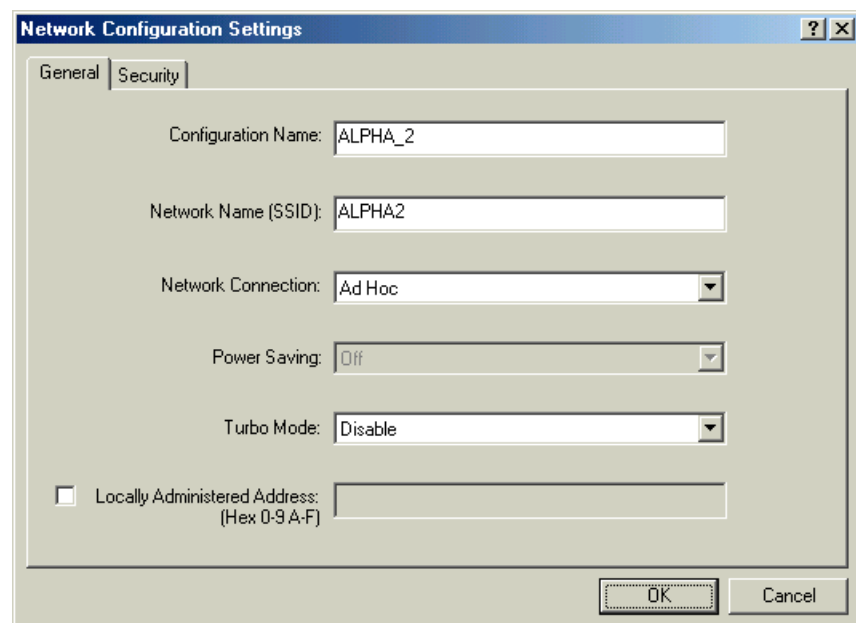 Network Configuration Settings
General Security
Configuration Name: ALPHA_2
Network Name (SSID): ALPHA2
Network Connection: Ad Hoc
Power Saving: Off
Turbo Mode: Disable
Locally Administered Address:
(Hex 0-9 A-F)
OK Cancel